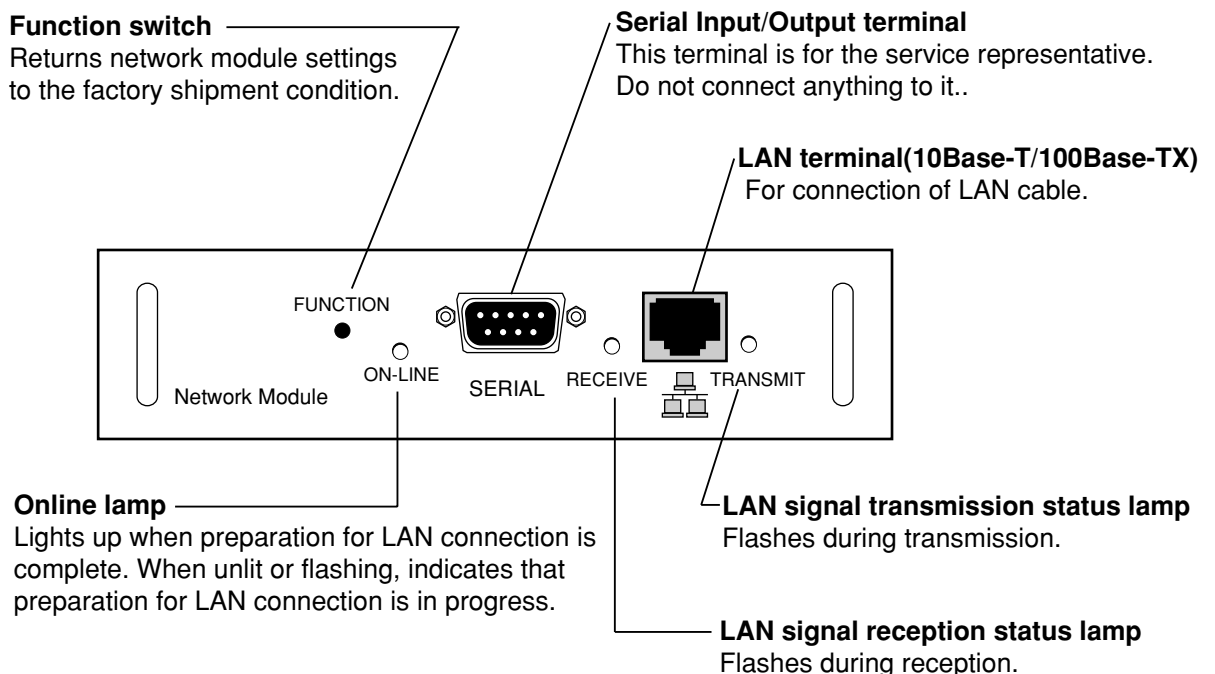 Function switch
Returns network module settings
to the factory shipment condition.
Serial Input/Output terminal
This terminal is for the service representative.
Do not connect anything to it..
LAN terminal(10Base-T/100Base-TX)
For connection of LAN cable.
FUNCTION
ON-LINE
SERIAL
RECEIVE
TRANSMIT
Network Module
Online lamp
Lights up when preparation for LAN connection is
complete. When unlit or flashing, indicates that
preparation for LAN connection is in progress.
LAN signal transmission status lamp
Flashes during transmission.
LAN signal reception status lamp
Flashes during reception.